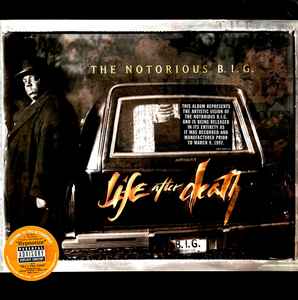 THE NOTORIOUS B.I.G.
THIS ALBUM REPRESENTS
THE ARTISTIC VISION OF
THE NOTORIOUS B.I.G.
AND IS BEING RELEASED
IN ITS ENTIRETY AS
IT WAS RECORDED AND
MANUFACTURED PRIOR
TO MARCH 9, 1997.
Life after death
B.I.G.
"Hypnotize"
PARENTAL
ADVISORY
EXPLICIT CONTENT